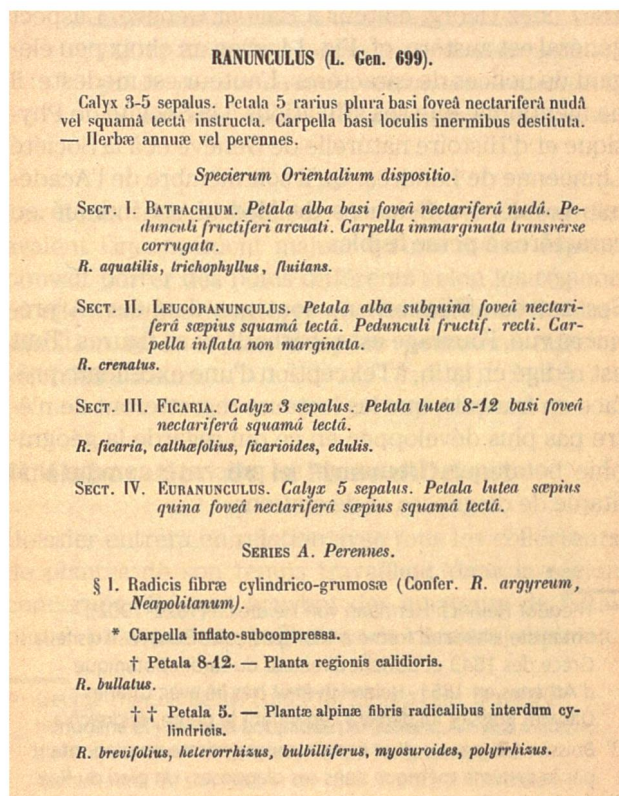 RANUNCULUS (L. Gen. 699).
Calyx 3-5 sepalus. Petala 5 rarius plura basi foveâ nectariferâ nudâ
vel squamâ tectâ instructa. Carpella basi loculis inermibus destituta.
— Herbæ annuæ vel perennes.
Specierum Orientalium dispositio.
SECT. I. BATRACHIUM. Petala alba basi foveâ nectariferâ nudâ. Pe-
dunculi fructiferi arcuati. Carpella immarginata transverse
corrugata.
R. aquatilis, trichophyllus, fluitans.
SECT. II. LEUCORANUNCULUS. Petala alba subquina foveâ nectari-
ferâ sæpius squamâ tectâ. Pedunculi fructif. recti. Car-
pella inflata non marginata.
R. crenatus.
SECT. III. FICARIA. Calyx 3 sepalus. Petala lutea 8-12 basi foveâ
nectariferâ squamâ tectâ.
R. ficaria, calthæfolius, ficarioides, edulis.
SECT. IV. EURANUNCULUS. Calyx 5 sepalus. Petala lutea sæpius
quina foveâ nectariferâ sæpius squamâ tectâ.
SERIES A. Perennes.
§ 1. Radicis fibræ cylindrico-grumosæ (Confer. R. argyreum,
Neapolitanum).
* Carpella inflato-subcompressa.
† Petala 8-12. — Planta regionis calidioris.
R. bullatus.
† † Petala 5. — Plantæ alpinæ fibris radicalibus interdum cy-
lindricis.
R. brevifolius, heterorrhizus, bulbilliferus, myosuroides, polyrrhizus.